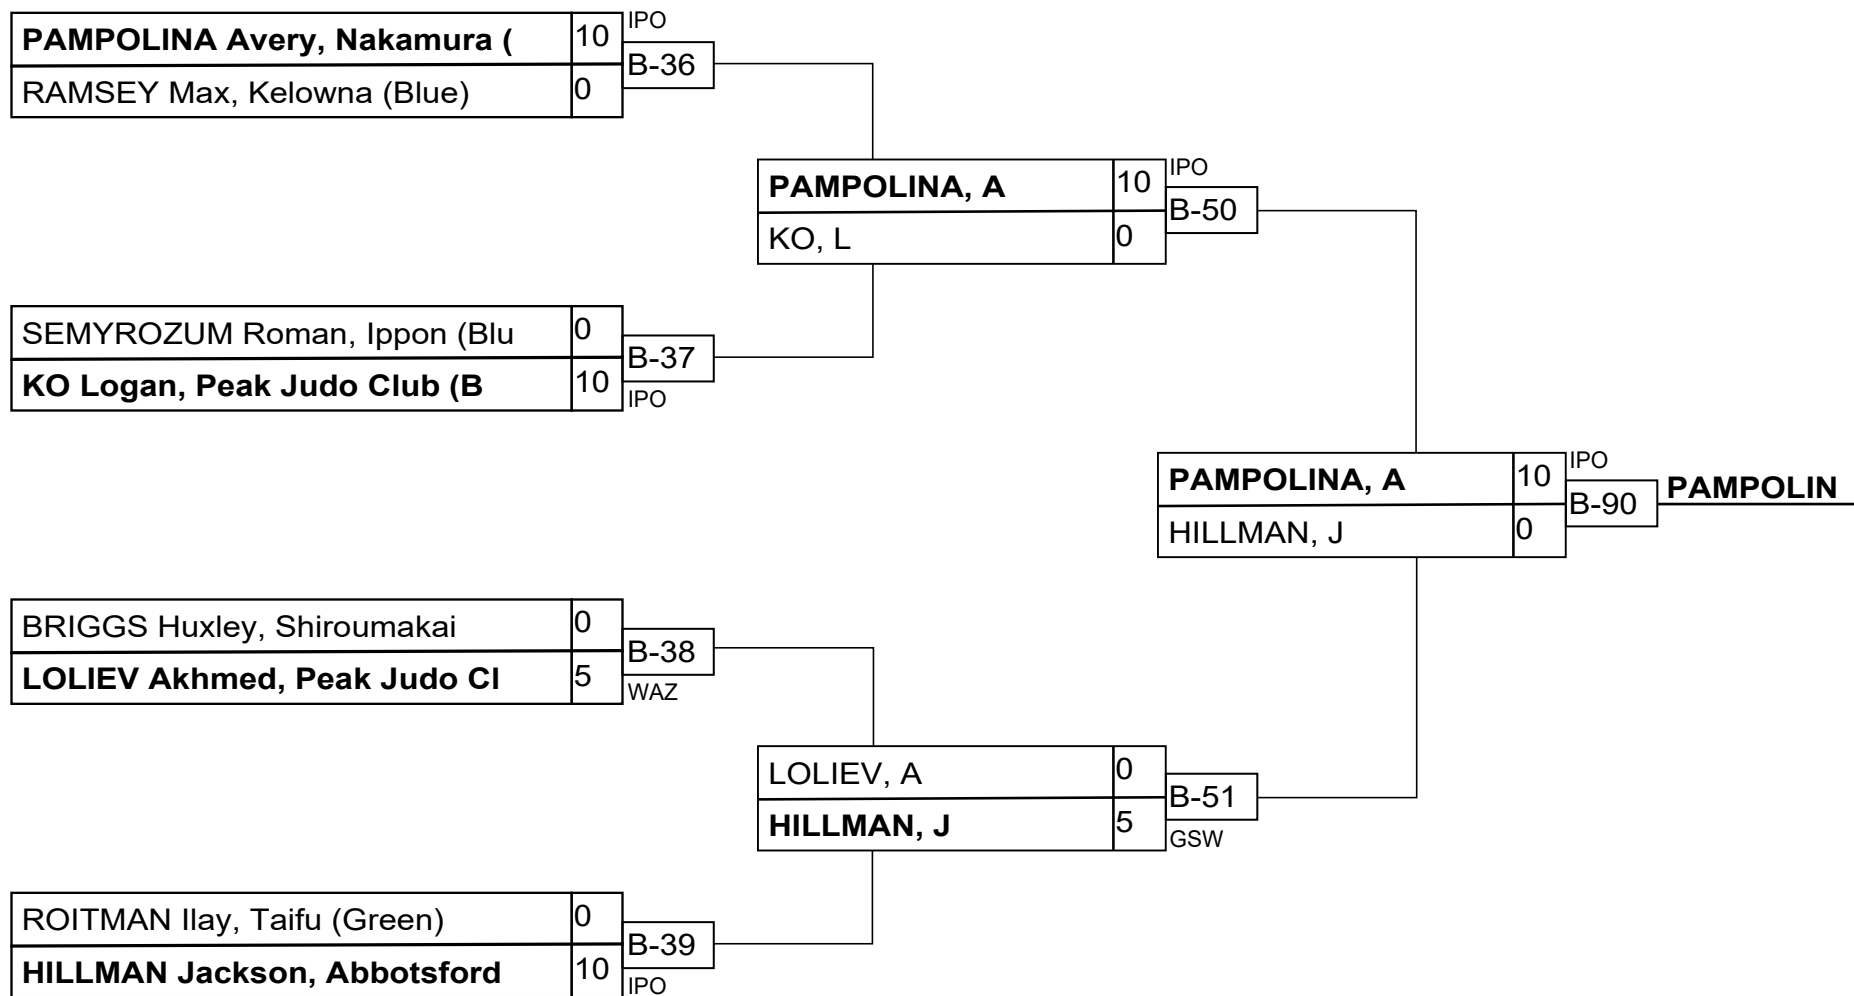 PAMPOLINA Avery, Nakamura (
10
IPO
B-36
RAMSEY Max, Kelowna (Blue)
0
PAMPOLINA, A
10
IPO
B-50
KO, L
0
SEMYROZUM Roman, Ippon (Blu
0
B-37
KO Logan, Peak Judo Club (B
10
IPO
PAMPOLINA, A
10
IPO
B-90
PAMPOLIN
HILLMAN, J
0
BRIGGS Huxley, Shiroumakai
0
B-38
LOLIEV Akhmed, Peak Judo Cl
5
WAZ
LOLIEV, A
0
B-51
HILLMAN, J
5
GSW
ROITMAN Ilay, Taifu (Green)
0
B-39
HILLMAN Jackson, Abbotsford
10
IPO